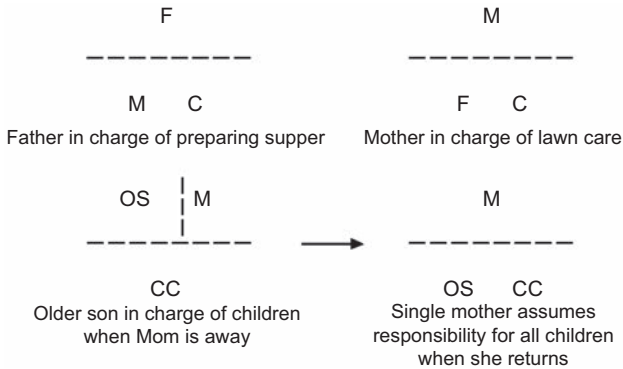 F
M
M C
F C
Father in charge of preparing supper
Mother in charge of lawn care
OS M
M
CC
OS CC
Older son in charge of children
when Mom is away
Single mother assumes
responsibility for all children
when she returns